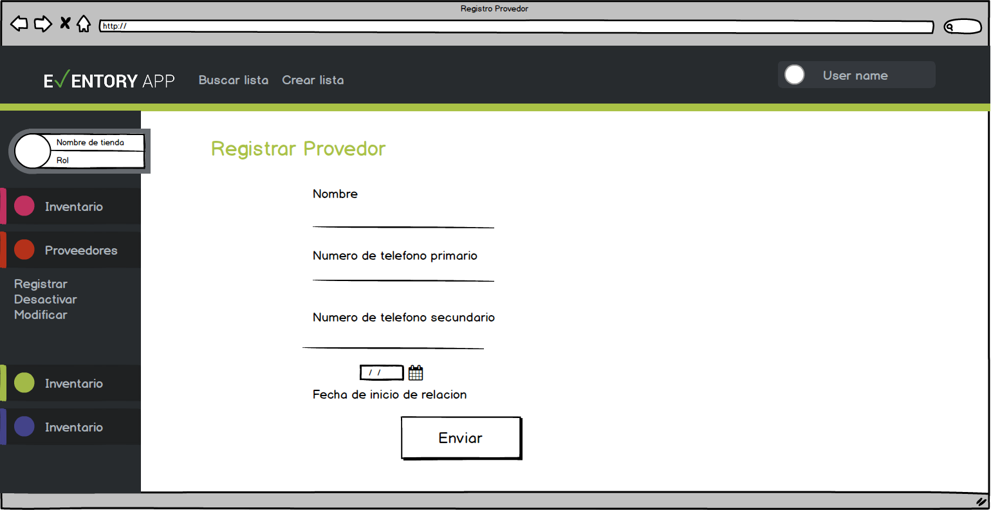 Registro Provedor
http://
E✓ENTORY APP
Buscar lista
Crear lista
User name
Nombre de tienda
Rol
Inventario
Proveedores
Registrar
Desactivar
Modificar
Inventario
Inventario
Registrar Provedor
Nombre
Numero de telefono primario
Numero de telefono secundario
/ /
Fecha de inicio de relacion
Enviar